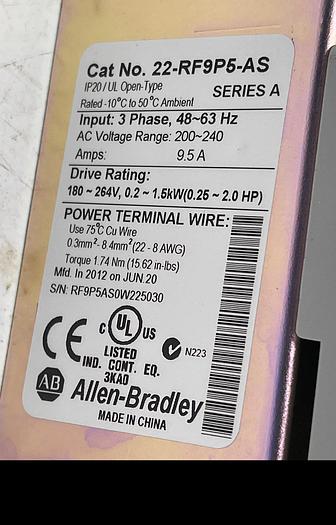 Cat No. 22-RF9P5-AS
IP20 / UL Open-Type SERIES A
Rated -10°C to 50°C Ambient
Input: 3 Phase, 48~63 Hz
AC Voltage Range: 200~240
Amps: 9.5 A
Drive Rating:
180 ~ 264V, 0.2 ~ 1.5kW(0.25 ~ 2.0 HP)
POWER TERMINAL WIRE:
Use 75°C Cu Wire
0.3mm²- 8.4mm²(22 - 8 AWG)
Torque 1.74 Nm (15.62 in-lbs)
Mfd. In 2012 on JUN.20
S/N: RF9P5AS0W225030
CE C UL US N223
LISTED
IND. CONT. EQ.
3KAD
AB Allen-Bradley
MADE IN CHINA